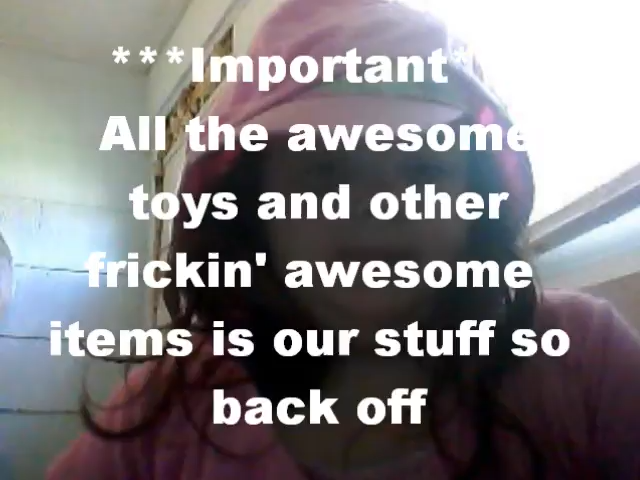 ***Important*
All the awesome
toys and other
frickin' awesome
items is our stuff so
back off